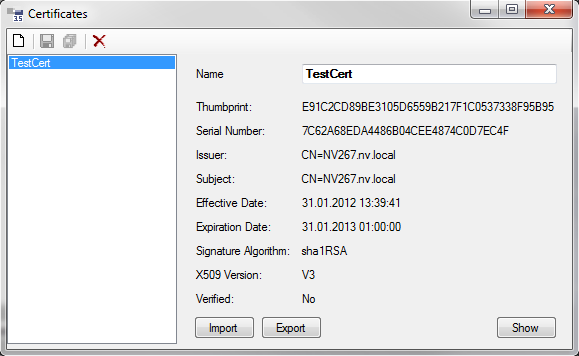 Certificates
3.5
TestCert
Name TestCert
Thumbprint: E91C2CD89BE3105D6559B217F1C0537338F95B95
Serial Number: 7C62A68EDA4486B04CEE4874C0D7EC4F
Issuer: CN=NV267.nv.local
Subject: CN=NV267.nv.local
Effective Date: 31.01.2012 13:39:41
Expiration Date: 31.01.2013 01:00:00
Signature Algorithm: sha1RSA
X509 Version: V3
Verified: No
Import Export Show